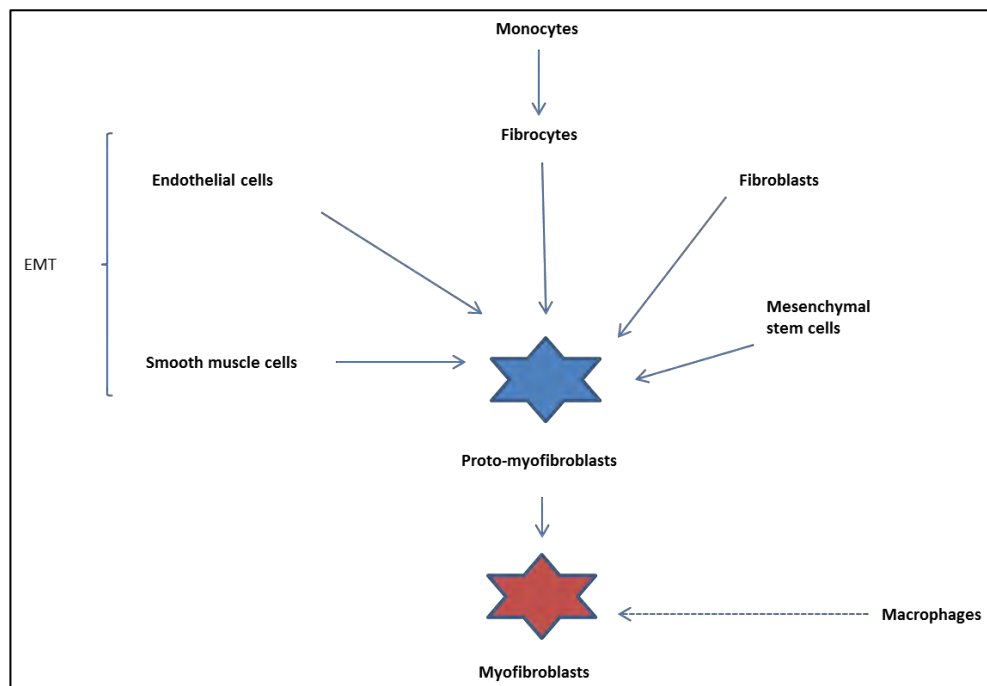 Monocytes
Fibrocytes
Endothelial cells
Fibroblasts
EMT
Mesenchymal
stem cells
Smooth muscle cells
Proto-myofibroblasts
Macrophages
Myofibroblasts